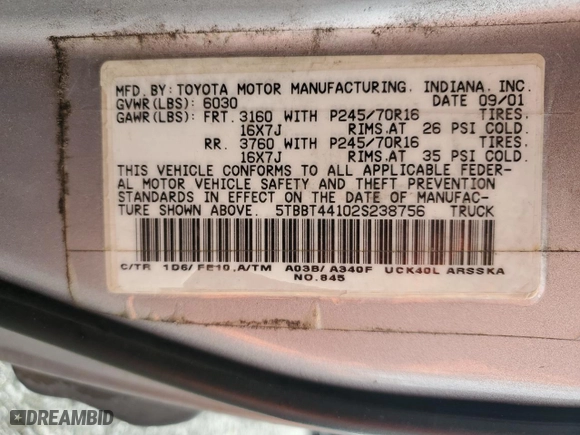 MFD. BY: TOYOTA MOTOR MANUFACTURING, INDIANA, INC.
GVWR(LBS): 6030 DATE 09/01
GAWR(LBS): FRT. 3160 WITH P245/70R16 TIRES,
16X7J RIMS,AT 26 PSI COLD.
RR. 3760 WITH P245/70R16 TIRES,
16X7J RIMS,AT 35 PSI COLD.
THIS VEHICLE CONFORMS TO ALL APPLICABLE FEDER-
AL MOTOR VEHICLE SAFETY AND THEFT PREVENTION
STANDARDS IN EFFECT ON THE DATE OF MANUFAC-
TURE SHOWN ABOVE. 5TBBT44102S238756 TRUCK
C/TR 1D6/FE10,A/TM A03B/A340F UCK40L ARSSKA
NO.845
DREAMBID